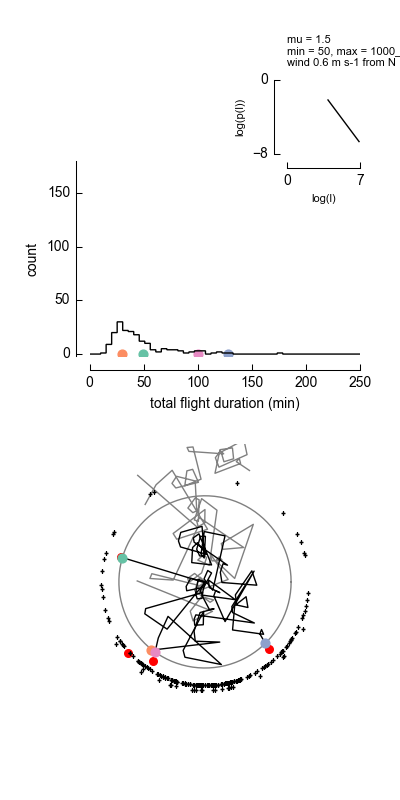 mu = 1.5
min = 50, max = 1000_
wind 0.6 m s-1 from N
log(p(l))
0
−8
0
7
log(l)
count
150
100
50
0
0
50
100
150
200
250
total flight duration (min)